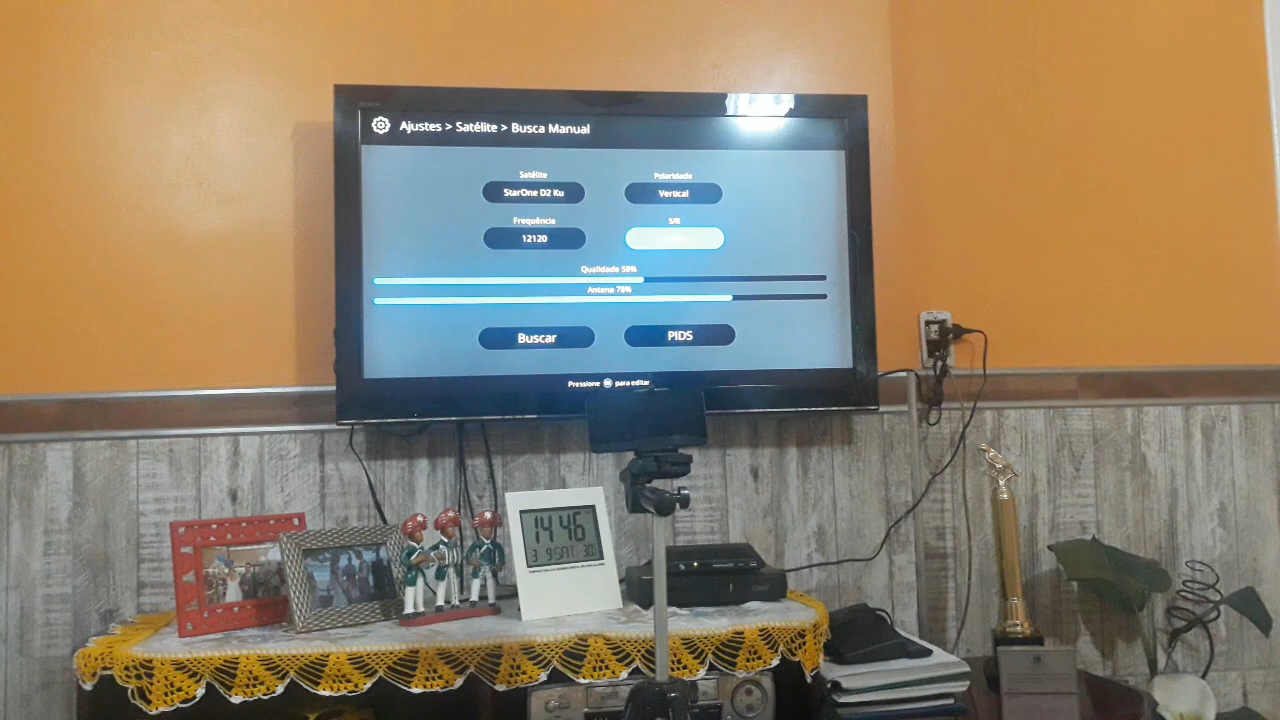 Ajustes > Satélite > Busca Manual
Satélite
Polaridade
StarOne D2 Ku
Vertical
Frequência
S/R
12120
Qualidade 58%
Antena 78%
Buscar
PIDS
Pressione para editar
14 46